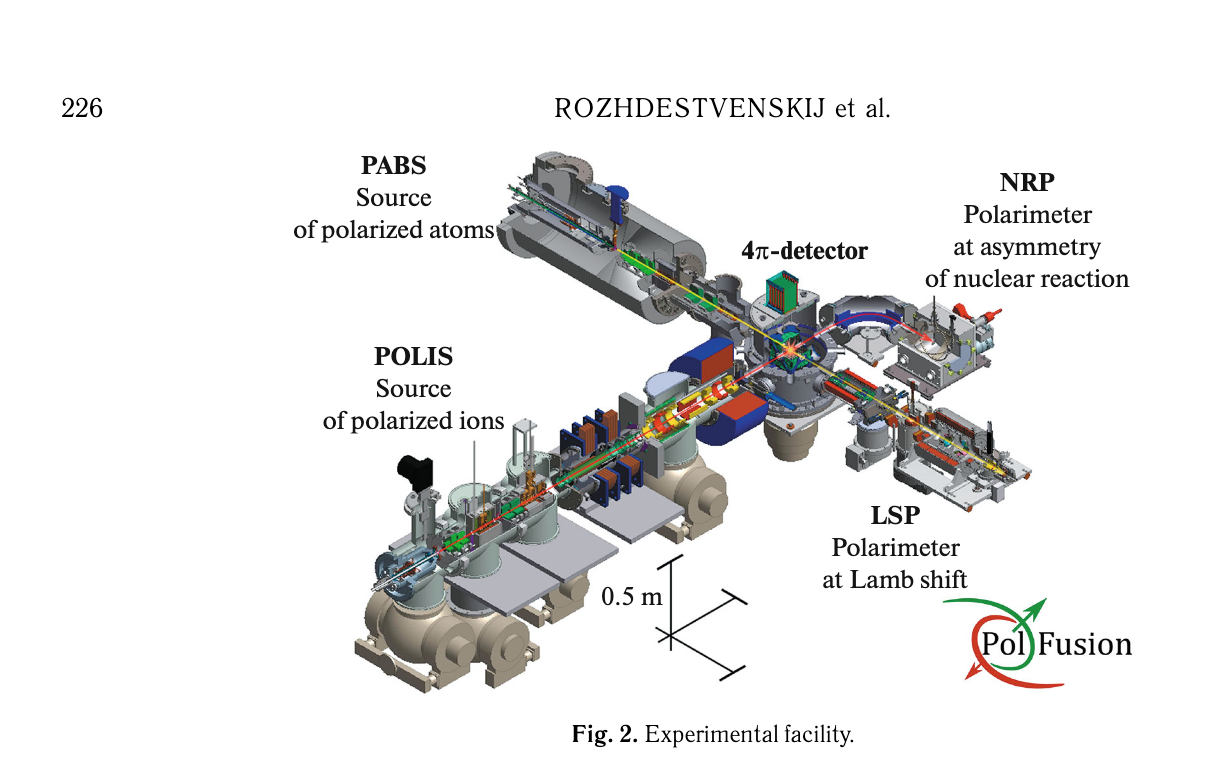 226
ROZHDESTVENSKIJ et al.
PABS
Source
of polarized atoms
NRP
Polarimeter
at asymmetry
of nuclear reaction
4π-detector
POLIS
Source
of polarized ions
LSP
Polarimeter
at Lamb shift
0.5 m
Pol Fusion
Fig. 2. Experimental facility.